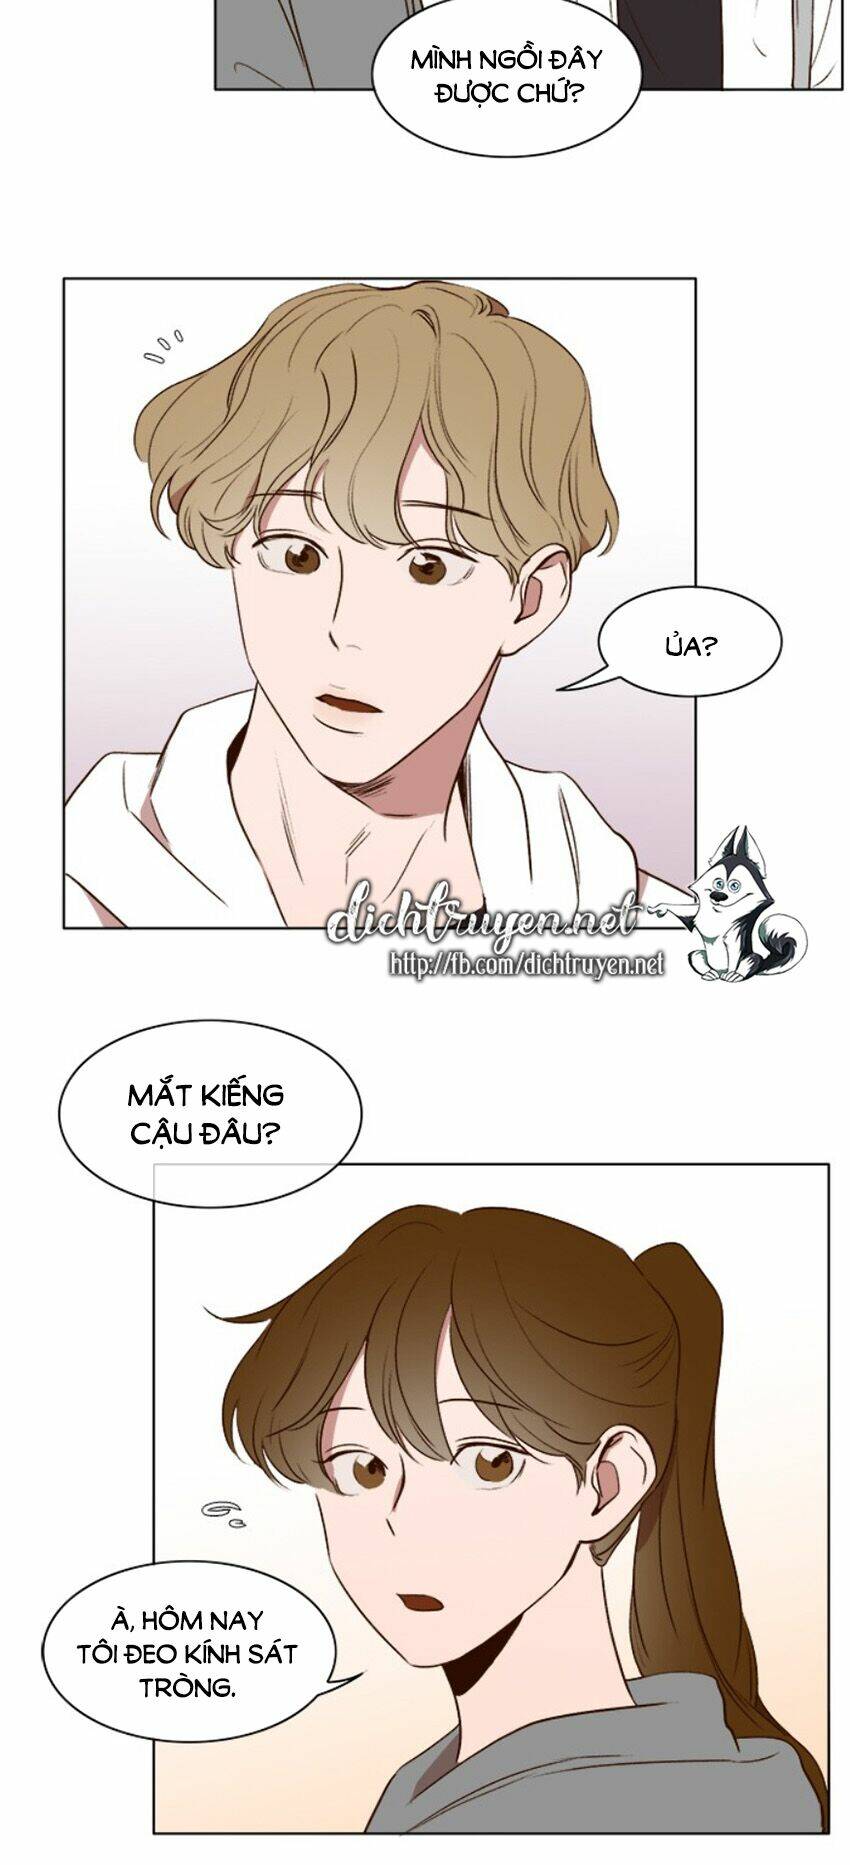 MÌNH NGỒI ĐÂY
ĐƯỢC CHỨ?
ỦA?
dichtruyen.net
http://fb.com/dichtruyen.net
MẮT KIẾNG
CẬU ĐÂU?
À, HÔM NAY
TÔI ĐEO KÍNH SÁT
TRÒNG.